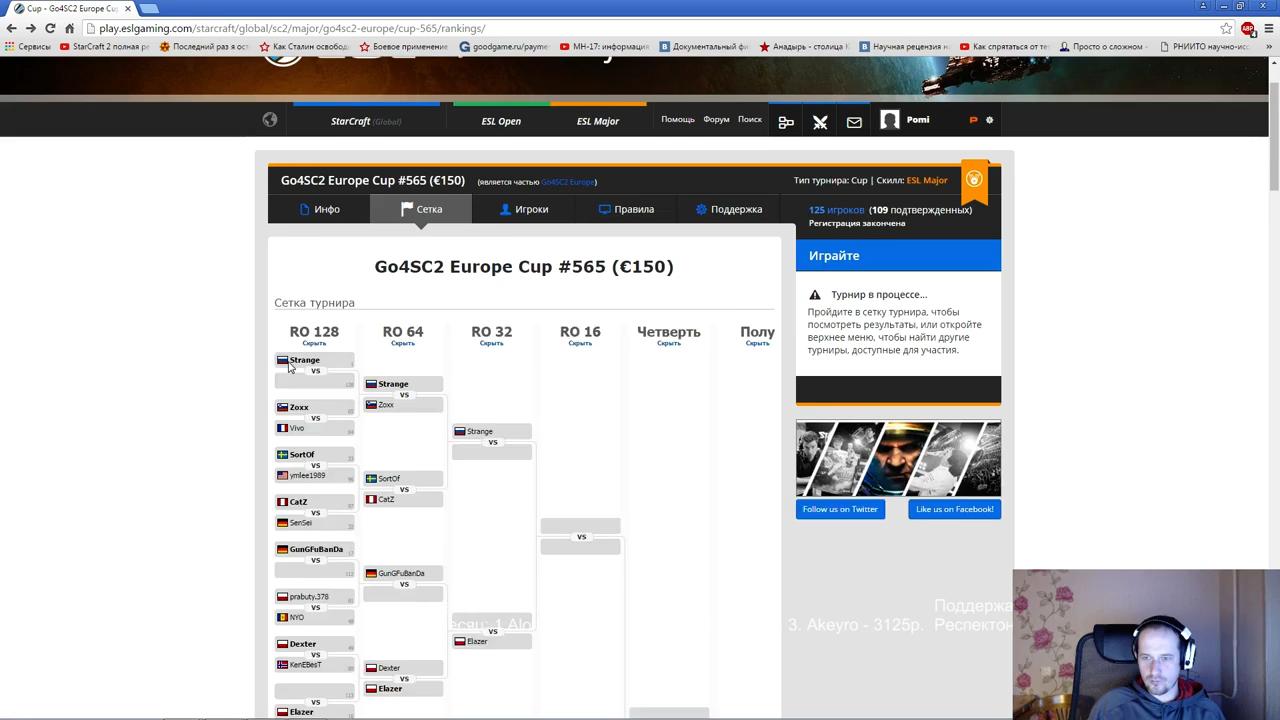 Cup - Go4SC2 Europe Cu
play.eslgaming.com/starcraft/global/sc2/major/go4sc2-europe/cup-565/rankings/
Сервисы
StarCraft 2 полная ре
Последний раз я ост
Как Сталин освобод
Боевое применение
goodgame.ru/payme
МН-17: информация
Документальный фи
Анадырь - столица К
Научная рецензия н
Как спрятаться от те
Просто о сложном -
РНИИТО научно-исс
StarCraft (Global)
ESL Open
ESL Major
Помощь
Форум
Поиск
Pomi
Go4SC2 Europe Cup #565 (€150) (является частью Go4SC2 Europe)
Тип турнира: Cup | Скилл: ESL Major
Инфо
Сетка
Игроки
Правила
Поддержка
125 игроков (109 подтвержденных)
Регистрация закончена
Играйте
Go4SC2 Europe Cup #565 (€150)
Турнир в процессе...
Пройдите в сетку турнира, чтобы
посмотреть результаты, или откройте
верхнее меню, чтобы найти другие
турниры, доступные для участия.
Сетка турнира
RO 128
RO 64
RO 32
RO 16
Четверть
Полу
Скрыть
Скрыть
Скрыть
Скрыть
Скрыть
Скрыть
Strange
vs
Strange
vs
Zoxx
Zoxx
vs
Vivo
Strange
vs
SortOf
vs
ymlee1989
SortOf
vs
CatZ
CatZ
vs
SenSei
vs
GunGFuBanDa
vs
GunGFuBanDa
vs
prabuty.378
vs
NYO
vs
Elazer
Dexter
vs
KenEBesT
Dexter
vs
Elazer
vs
Elazer
Follow us on Twitter
Like us on Facebook!
Поддержа
3. Akeyro - 3125р.
Респектон